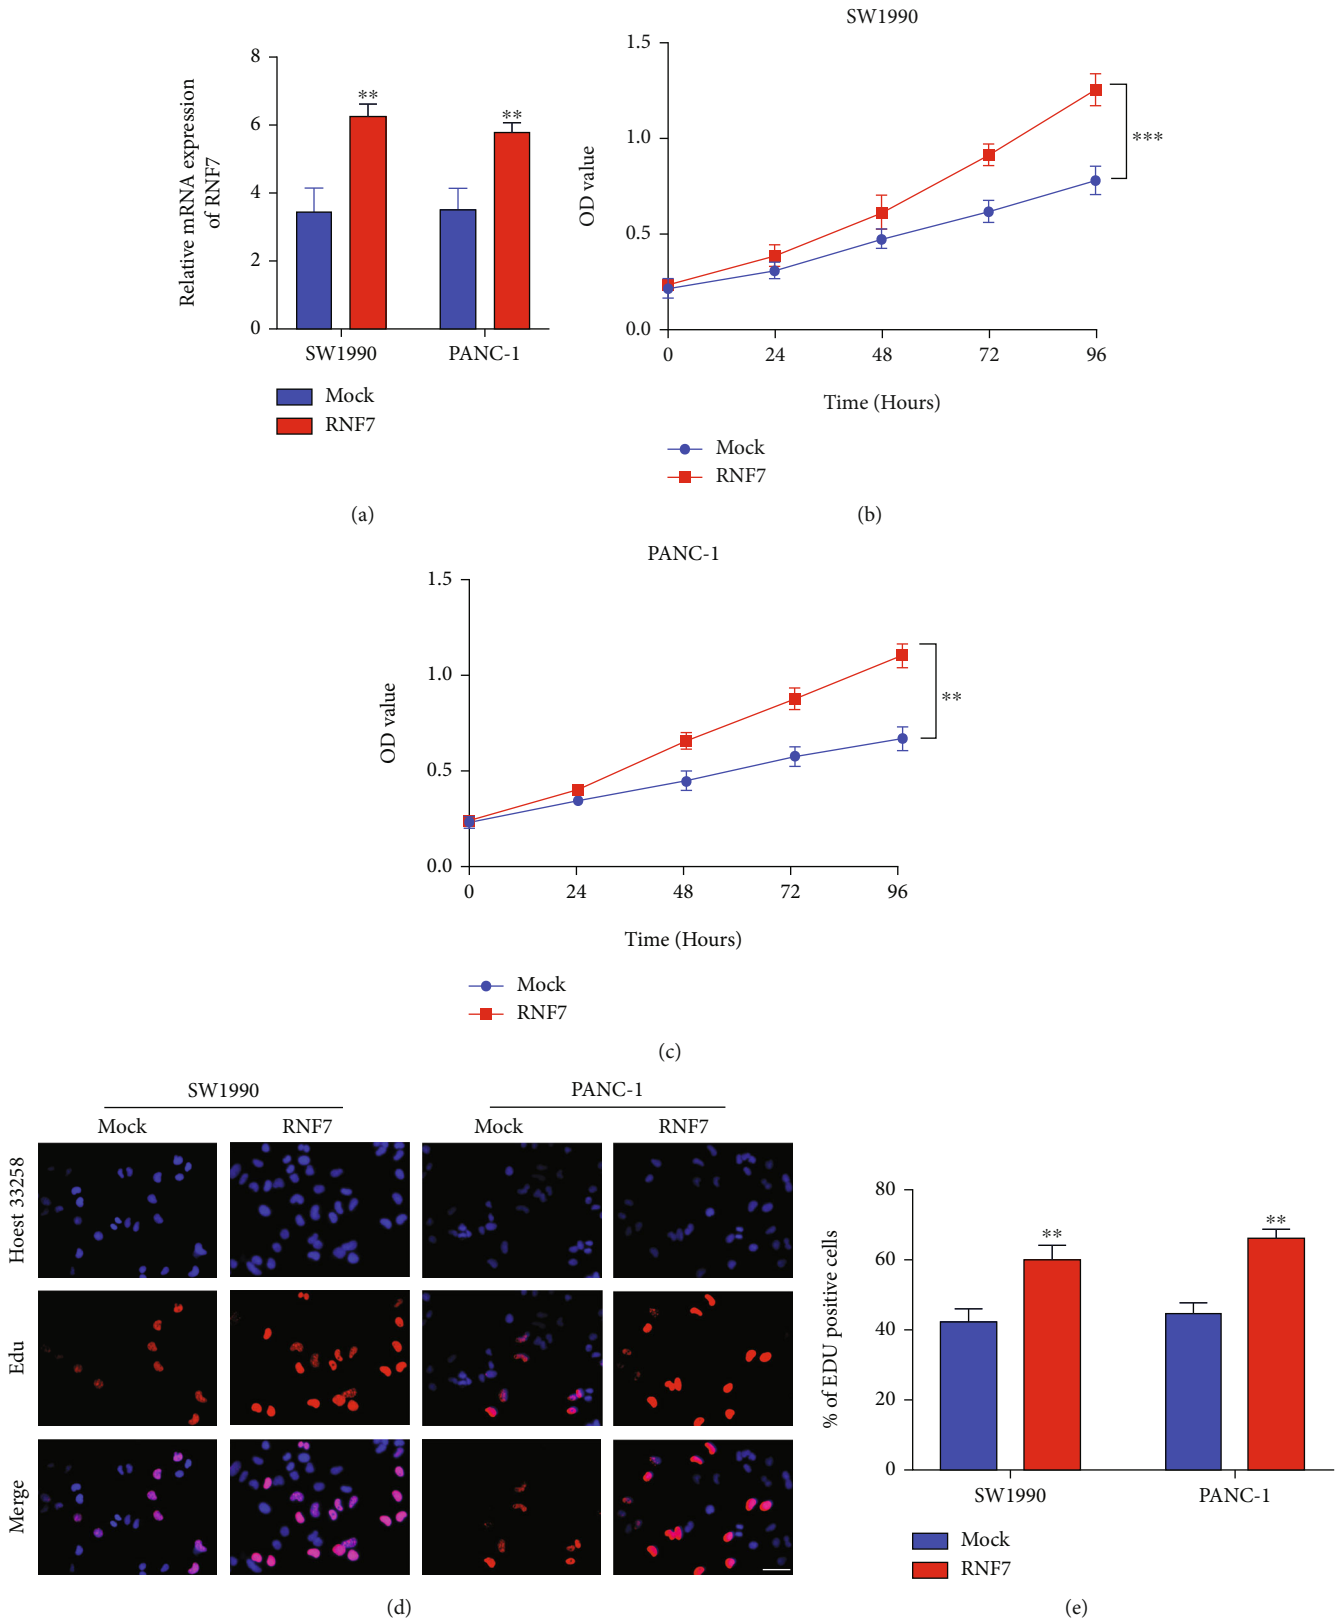 Relative mRNA expression
of RNF7
8
6
4
2
0
**
**
SW1990
PANC-1
Mock
RNF7
(a)
SW1990
OD value
1.5
1.0
0.5
0.0
***
0
24
48
72
96
Time (Hours)
Mock
RNF7
(b)
PANC-1
OD value
1.5
1.0
0.5
0.0
**
0
24
48
72
96
Time (Hours)
Mock
RNF7
(c)
SW1990
PANC-1
Mock
RNF7
Mock
RNF7
Hoest 33258
Edu
Merge
(d)
% of EDU positive cells
80
60
40
20
0
**
**
SW1990
PANC-1
Mock
RNF7
(e)